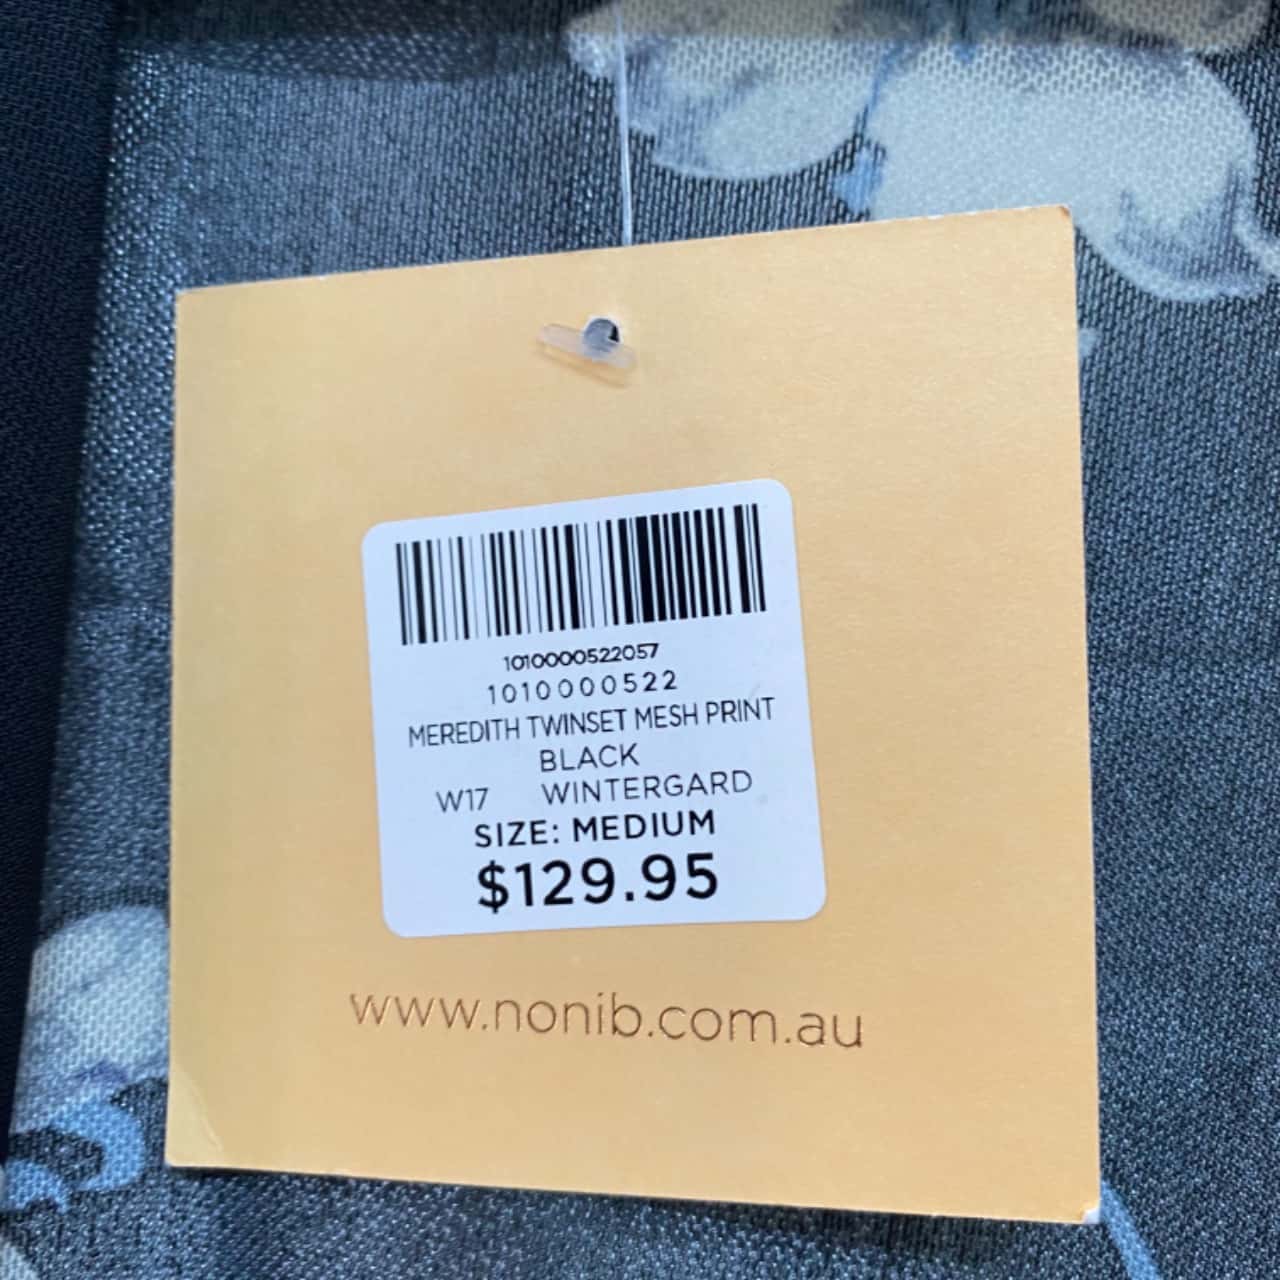 1010000522057
1010000522
MEREDITH TWINSET MESH PRINT
BLACK
W17 WINTERGARD
SIZE: MEDIUM
$129.95
www.nonib.com.au